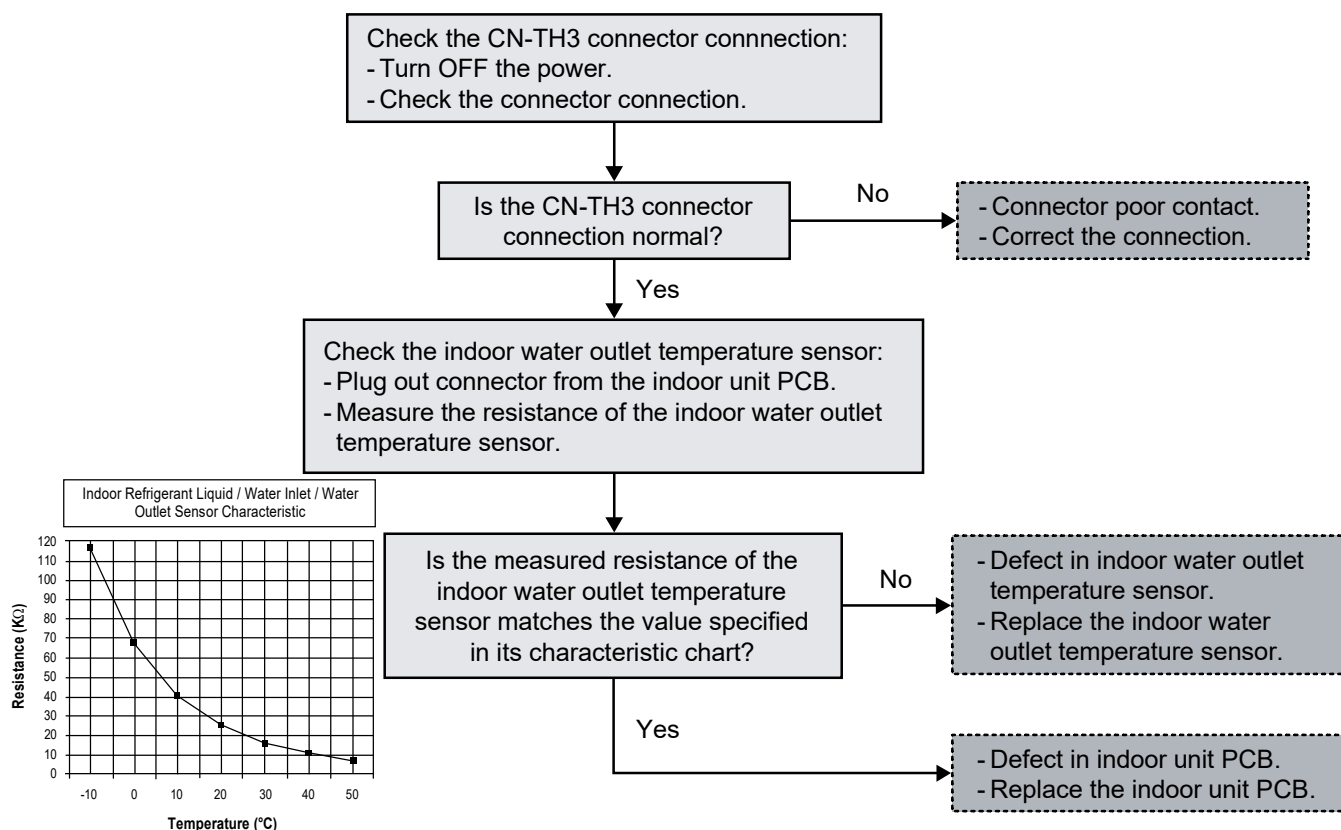 Check the CN-TH3 connector connnection:
- Turn OFF the power.
- Check the connector connection.
Is the CN-TH3 connector
connection normal?
No
- Connector poor contact.
- Correct the connection.
Yes
Check the indoor water outlet temperature sensor:
- Plug out connector from the indoor unit PCB.
- Measure the resistance of the indoor water outlet
temperature sensor.
Indoor Refrigerant Liquid / Water Inlet / Water
Outlet Sensor Characteristic
Resistance (KΩ)
120
110
100
90
80
70
60
50
40
30
20
10
0
-10 0 10 20 30 40 50
Temperature (°C)
Is the measured resistance of the
indoor water outlet temperature
sensor matches the value specified
in its characteristic chart?
No
- Defect in indoor water outlet
temperature sensor.
- Replace the indoor water
outlet temperature sensor.
Yes
- Defect in indoor unit PCB.
- Replace the indoor unit PCB.